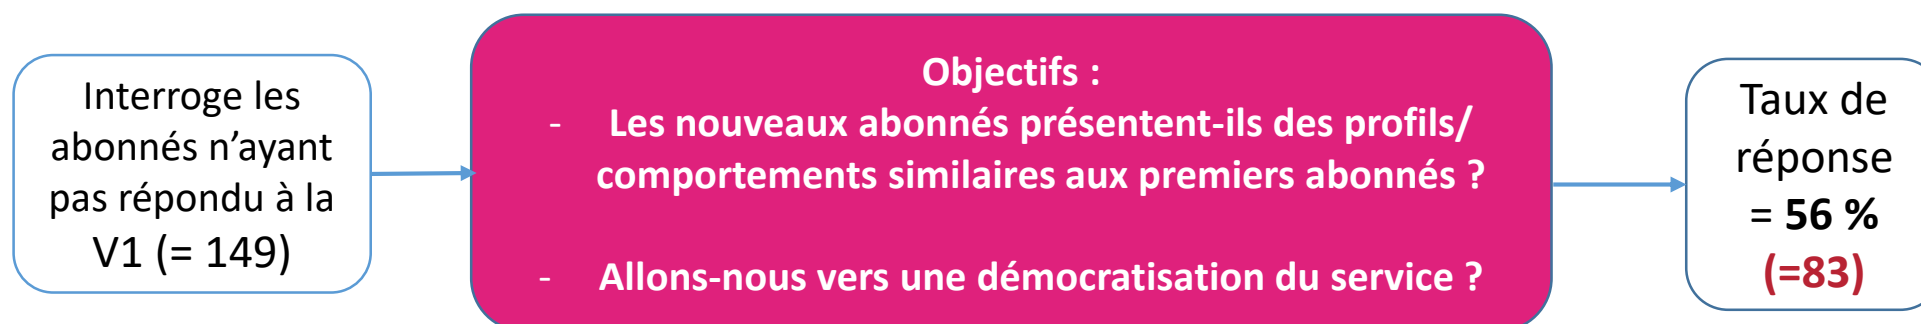 Interroge les
abonnés n’ayant
pas répondu à la
V1 (= 149)
Objectifs :
- Les nouveaux abonnés présentent-ils des profils/
comportements similaires aux premiers abonnés ?
- Allons-nous vers une démocratisation du service ?
Taux de
réponse
= 56 %
(=83)